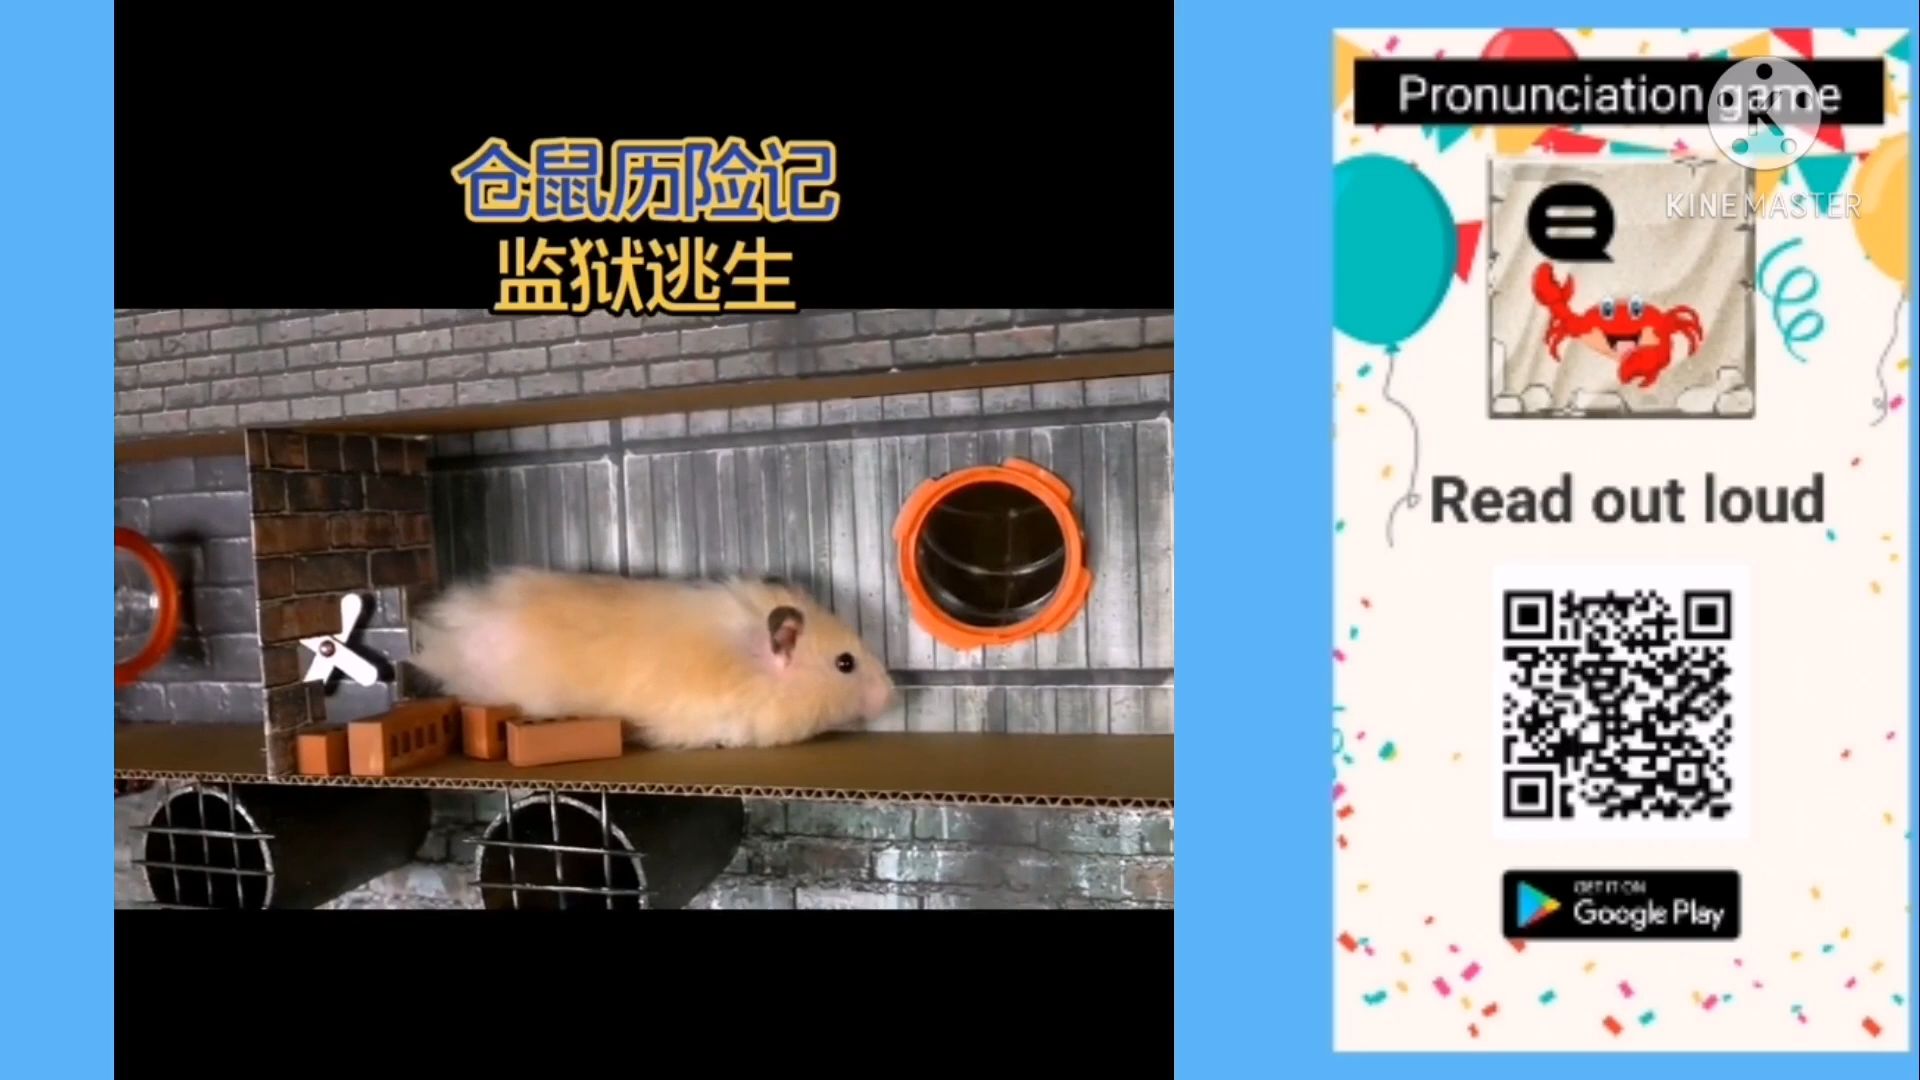 仓鼠历险记
监狱逃生
Pronunciation game
KINEMASTER
Read out loud
GET IT ON
Google Play